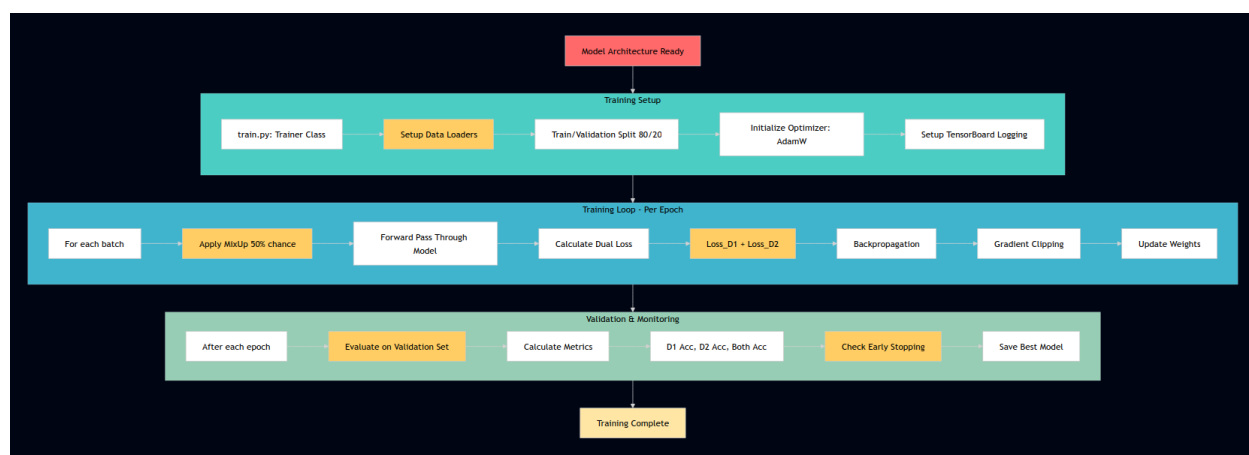 Model Architecture Ready
Training Setup
train.py: Trainer Class
Setup Data Loaders
Train/Validation Split 80/20
Initialize Optimizer:
AdamW
Setup TensorBoard Logging
Training Loop - Per Epoch
For each batch
Apply MixUp 50% chance
Forward Pass Through
Model
Calculate Dual Loss
Loss_D1 + Loss_D2
Backpropagation
Gradient Clipping
Update Weights
Validation & Monitoring
After each epoch
Evaluate on Validation Set
Calculate Metrics
D1 Acc, D2 Acc, Both Acc
Check Early Stopping
Save Best Model
Training Complete